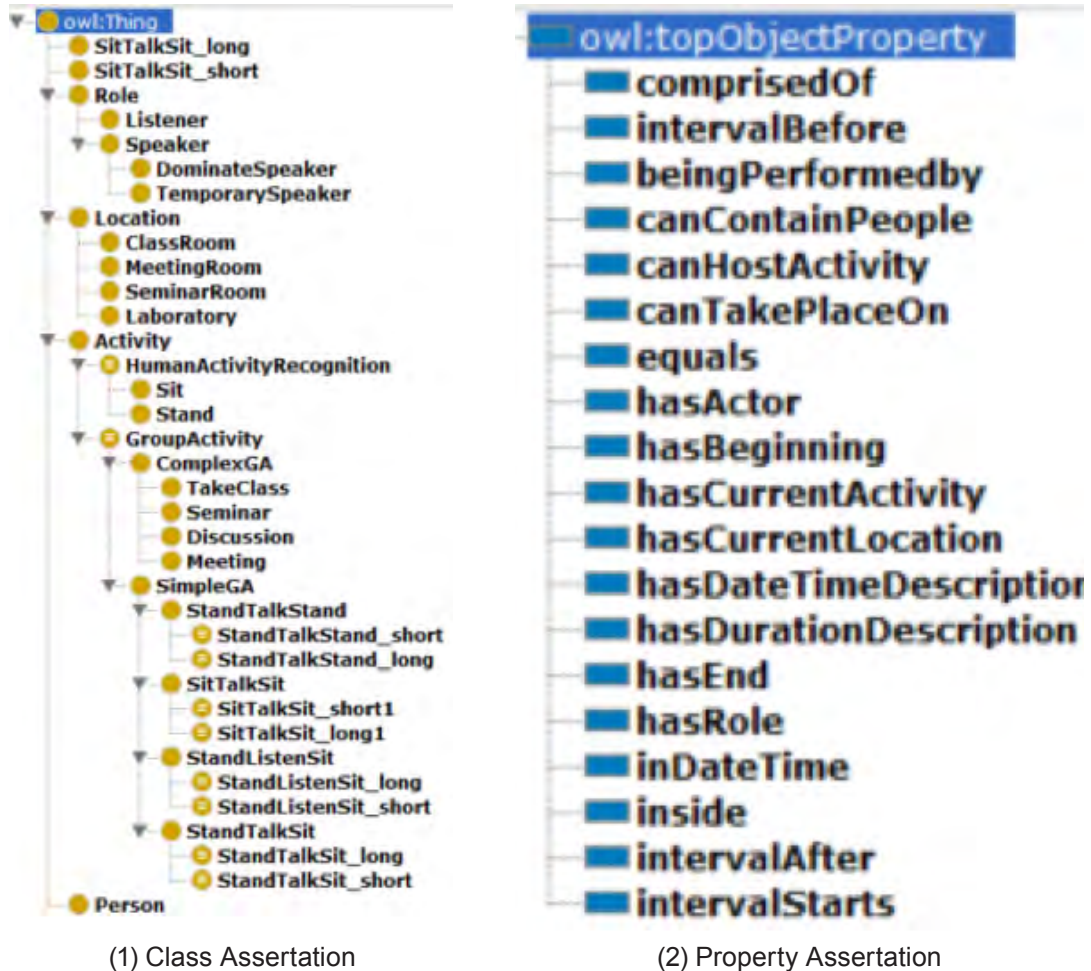 owl:Thing
SitTalkSit_long
SitTalkSit_short
Role
Listener
Speaker
DominateSpeaker
TemporarySpeaker
Location
ClassRoom
MeetingRoom
SeminarRoom
Laboratory
Activity
HumanActivityRecognition
Sit
Stand
GroupActivity
ComplexGA
TakeClass
Seminar
Discussion
Meeting
SimpleGA
StandTalkStand
StandTalkStand_short
StandTalkStand_long
SitTalkSit
SitTalkSit_short1
SitTalkSit_long1
StandListenSit
StandListenSit_long
StandListenSit_short
StandTalkSit
StandTalkSit_long
StandTalkSit_short
Person
(1) Class Assertation
owl:topObjectProperty
comprisedOf
intervalBefore
beingPerformedby
canContainPeople
canHostActivity
canTakePlaceOn
equals
hasActor
hasBeginning
hasCurrentActivity
hasCurrentLocation
hasDateTimeDescription
hasDurationDescription
hasEnd
hasRole
inDateTime
inside
intervalAfter
intervalStarts
(2) Property Assertation